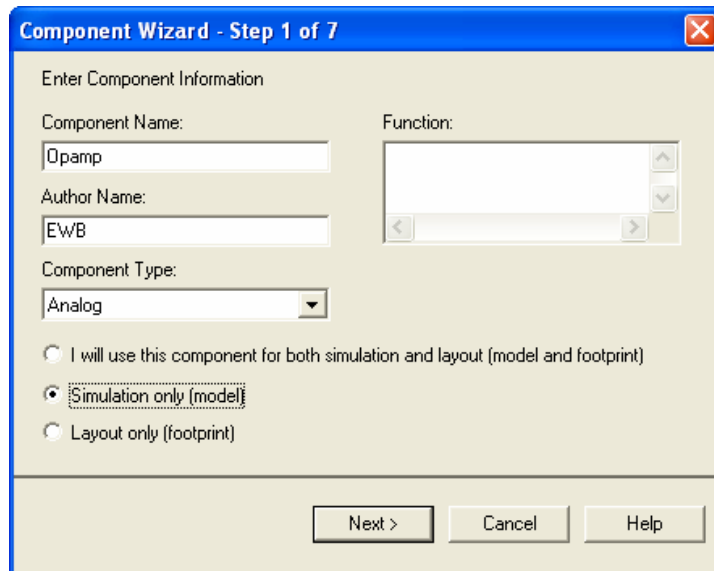 Component Wizard - Step 1 of 7
Enter Component Information
Component Name:
Opamp
Function:
Author Name:
EWB
Component Type:
Analog
I will use this component for both simulation and layout (model and footprint)
Simulation only (model)
Layout only (footprint)
Next >
Cancel
Help